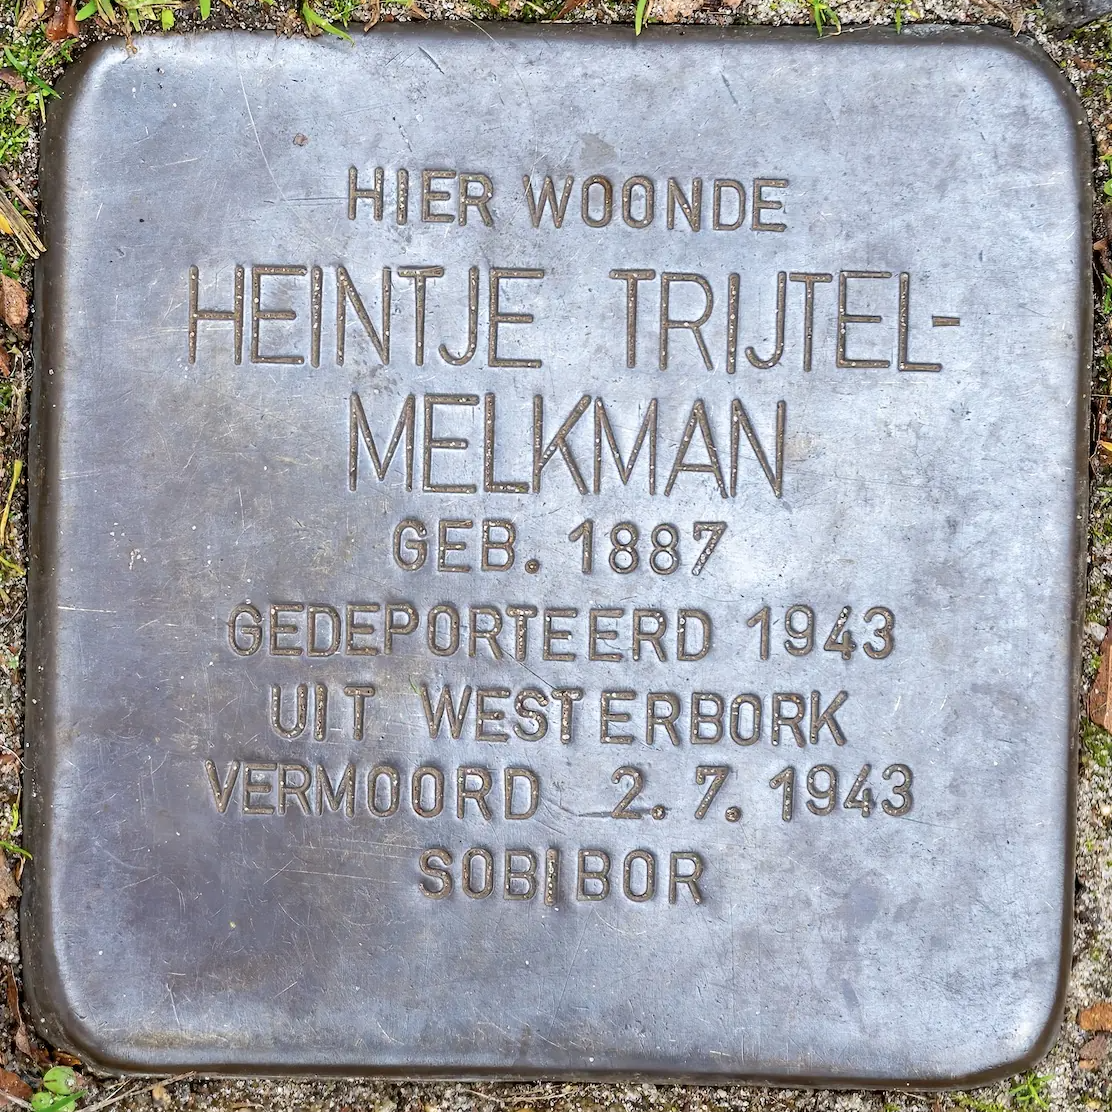 HIER WOONDE
HEINTJE TRIJTEL-
MELKMAN
GEB. 1887
GEDEPORTEERD 1943
UIT WESTERBORK
VERMOORD 2.7.1943
SOBIBOR